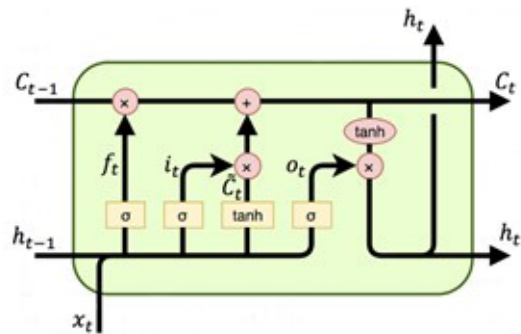 h_t
C_{t-1}
×
+
C_t
tanh
f_t
i_t
×
o_t
×
C̃_t
σ
σ
tanh
σ
h_{t-1}
h_t
x_t